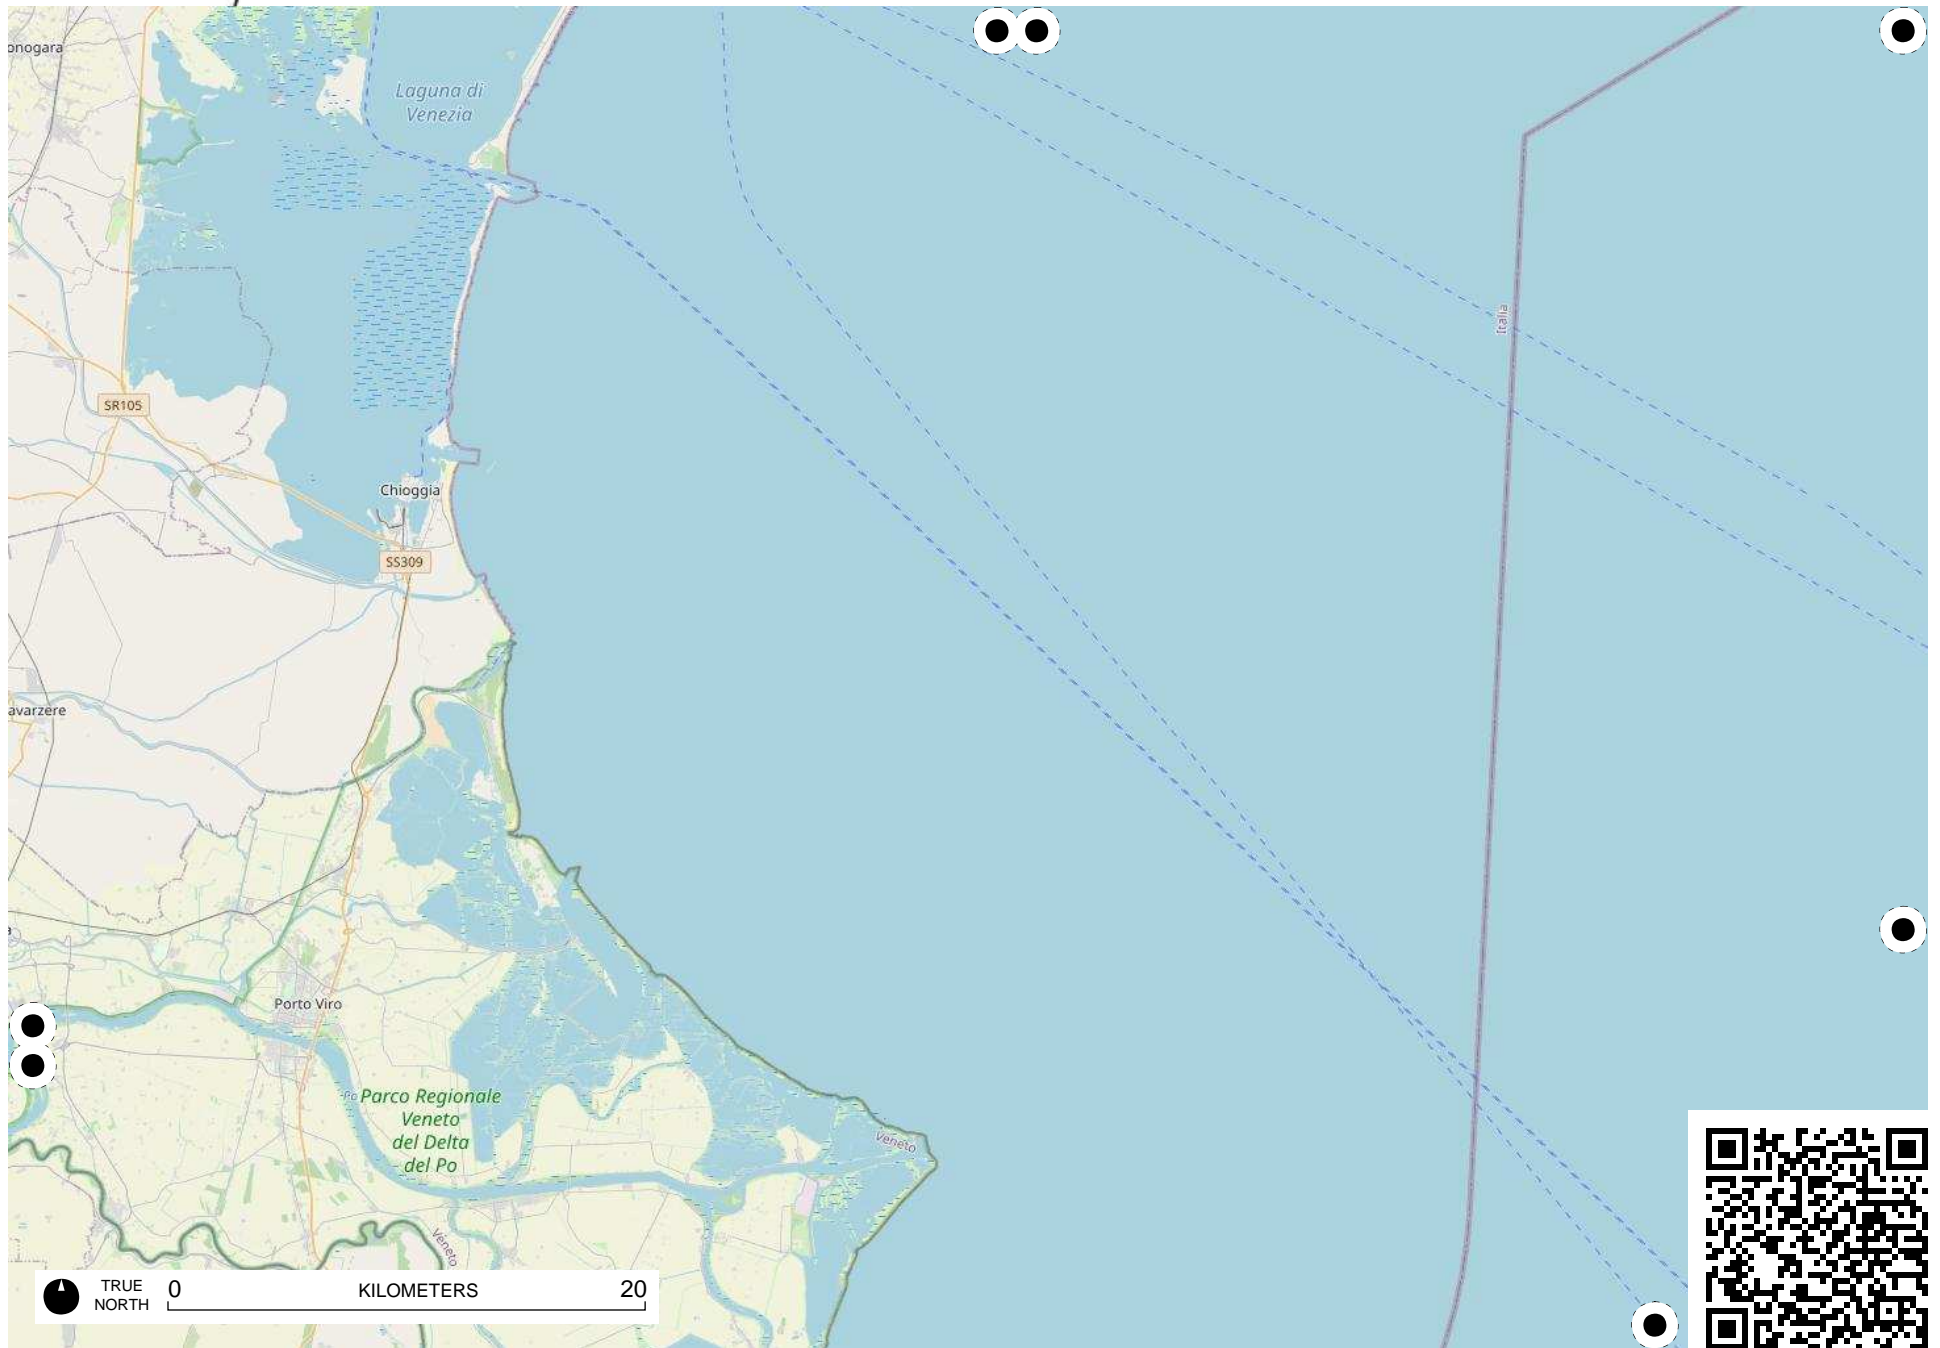 onogara
Laguna di
Venezia
Italia
SR105
Chioggia
SS309
avarzere
Porto Viro
Po
Parco Regionale
Veneto
del Delta
del Po
Veneto
Veneto
TRUE
NORTH
0 KILOMETERS 20